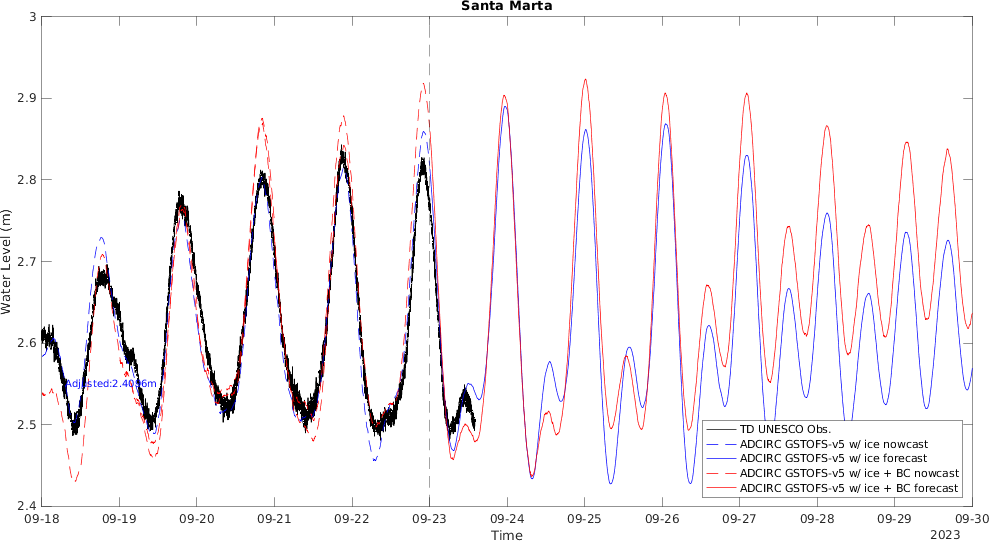 Santa Marta
3
2.9
2.8
2.7
2.6
2.5
2.4
Water Level (m)
Adjusted:2.4096m
TD UNESCO Obs.
ADCIRC GSTOFS-v5 w/ ice nowcast
ADCIRC GSTOFS-v5 w/ ice forecast
ADCIRC GSTOFS-v5 w/ ice + BC nowcast
ADCIRC GSTOFS-v5 w/ ice + BC forecast
09-18 09-19 09-20 09-21 09-22 09-23 09-24 09-25 09-26 09-27 09-28 09-29 09-30
Time
2023